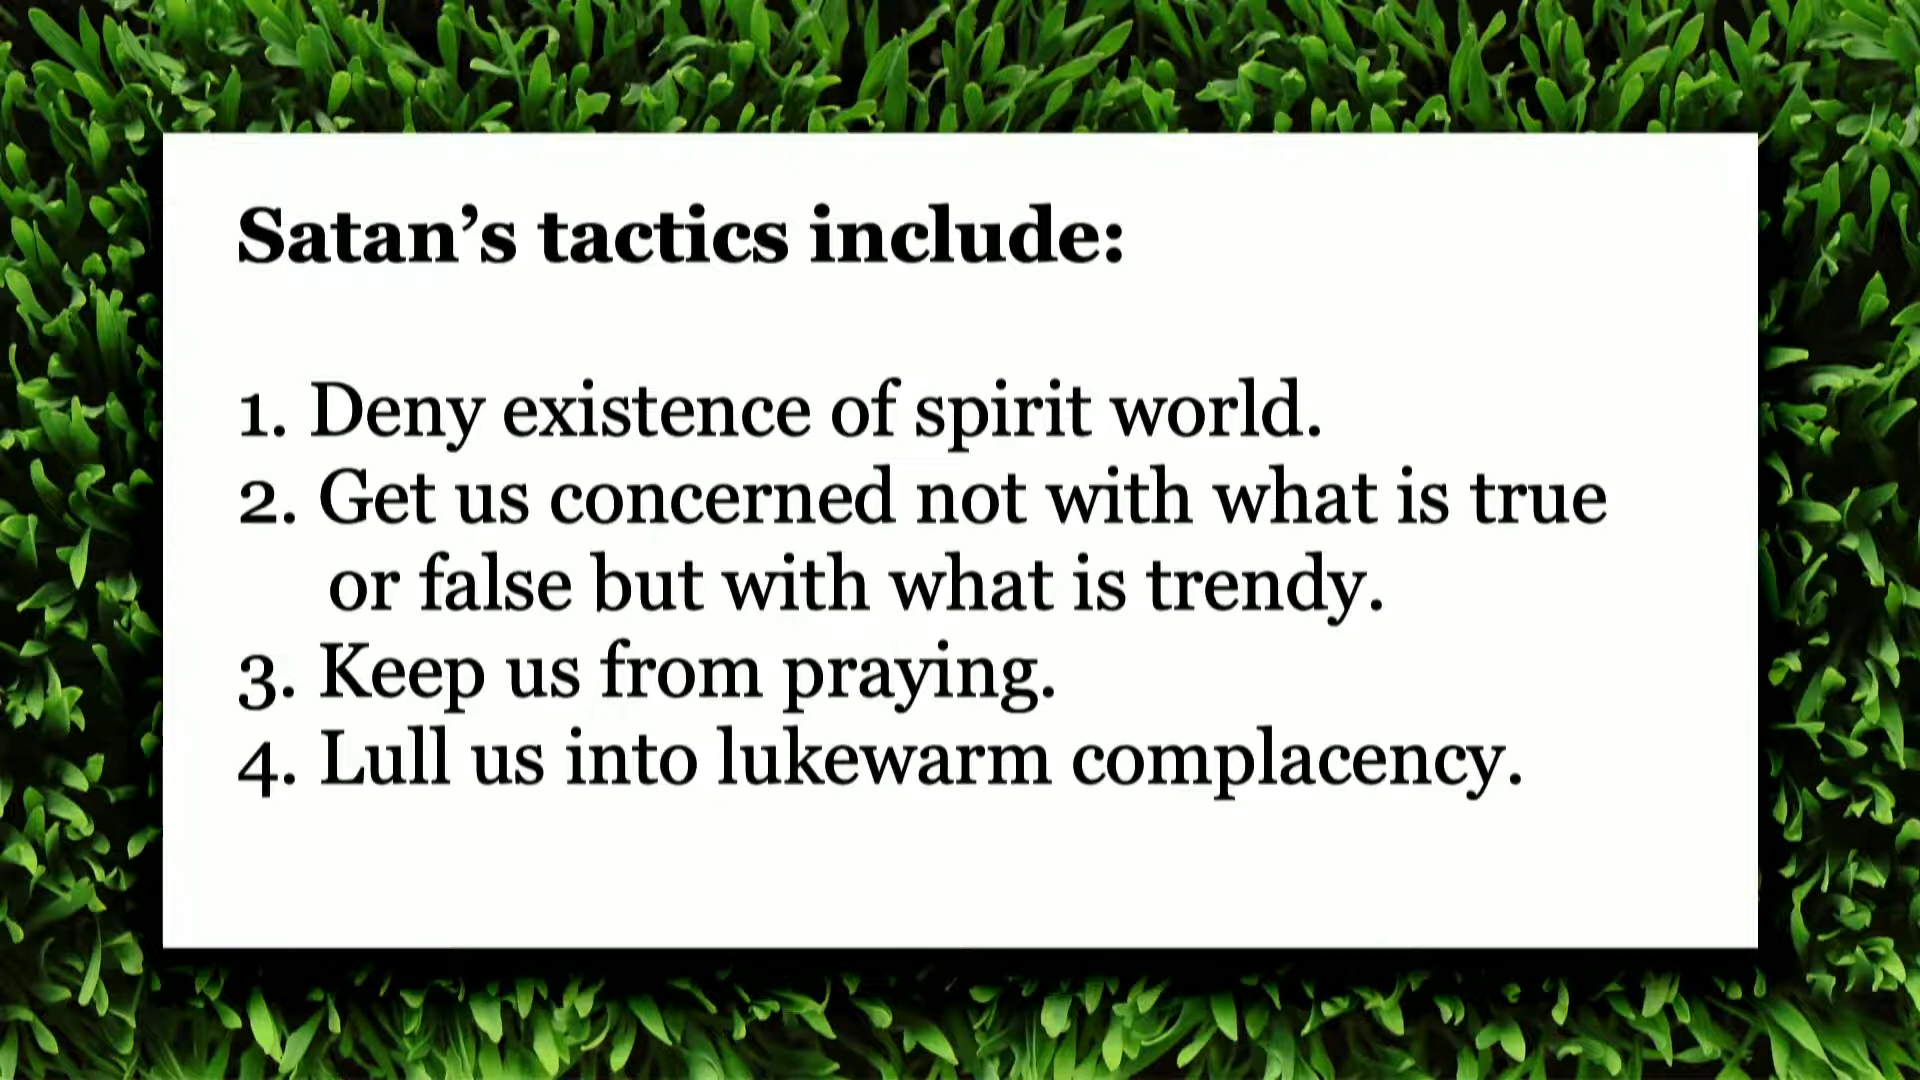 Satan’s tactics include:
1. Deny existence of spirit world.
2. Get us concerned not with what is true
or false but with what is trendy.
3. Keep us from praying.
4. Lull us into lukewarm complacency.